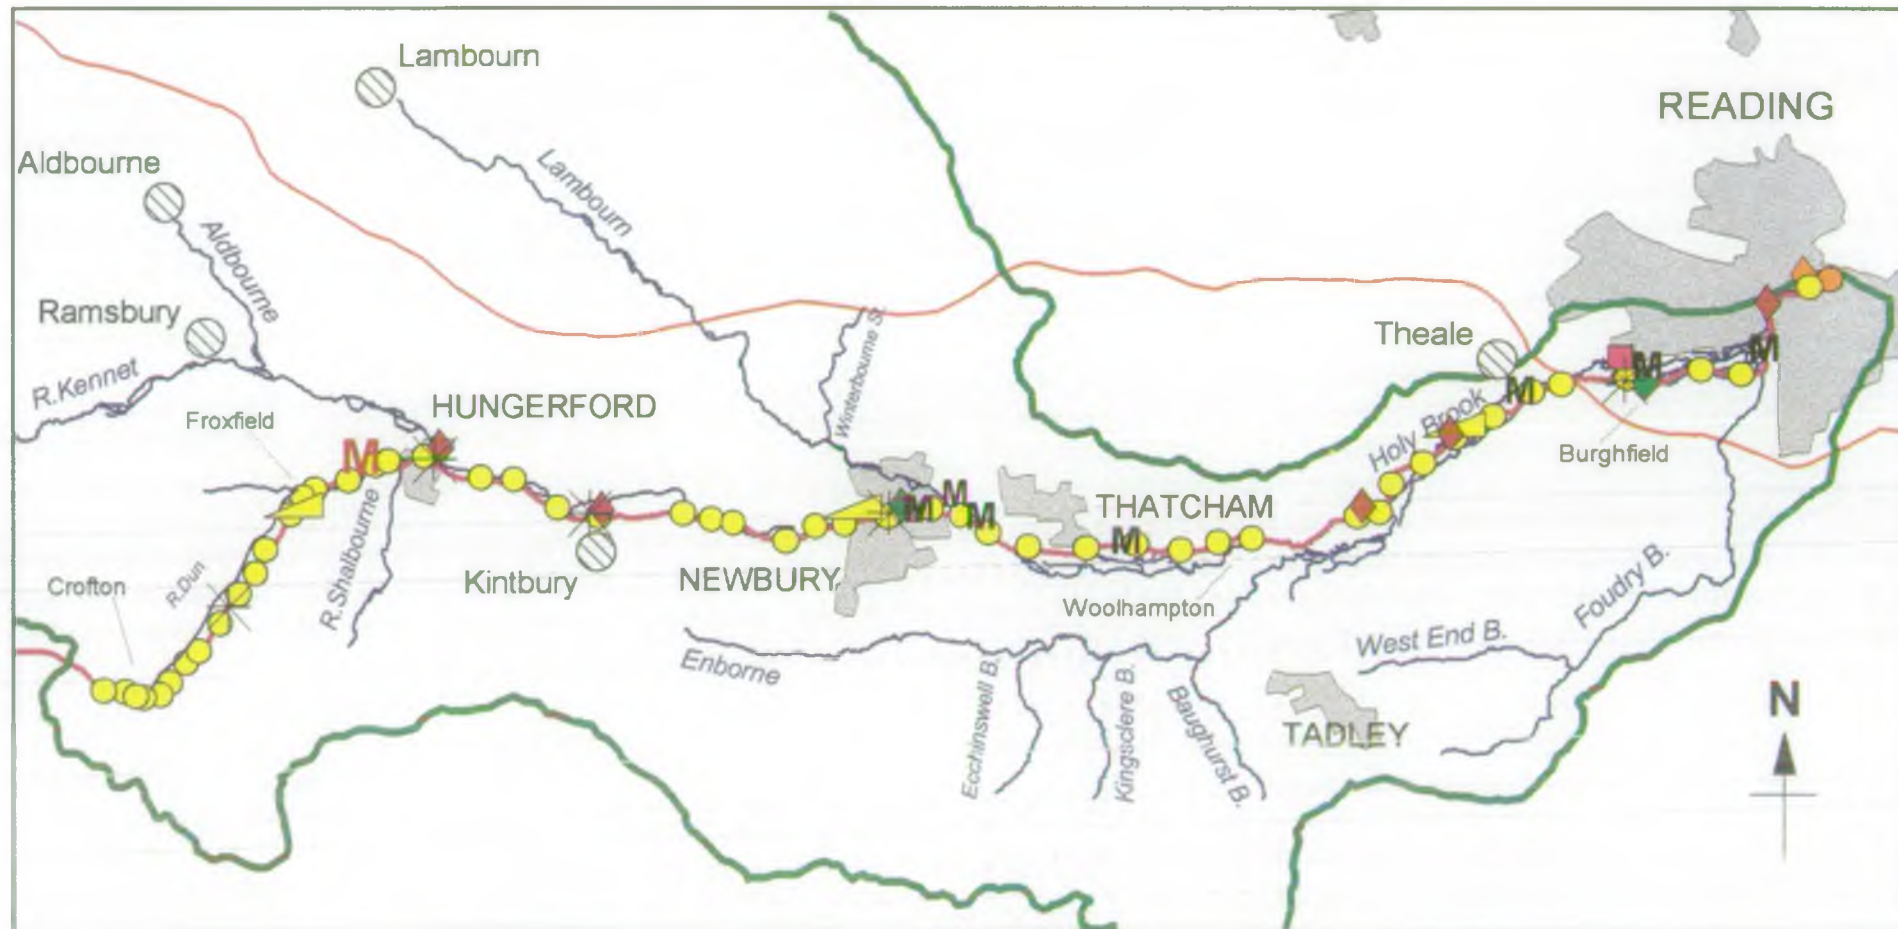 Lambourn
READING
Aldbourne
Lambourn
Aldbourne
Ramsbury
Theale
R.Kennet
Winterbourne S.
Froxfield
HUNGERFORD
M
M
M
M
Holy Brook
Burghfield
M
M
M
M
THATCHAM
M
R.Shalbourne
Crofton
R.Dun
Kintbury
NEWBURY
Woolhampton
Foudry B.
West End B.
Enborne
Ecchinswell B.
Kingsclere B.
Baughurst B.
TADLEY
N